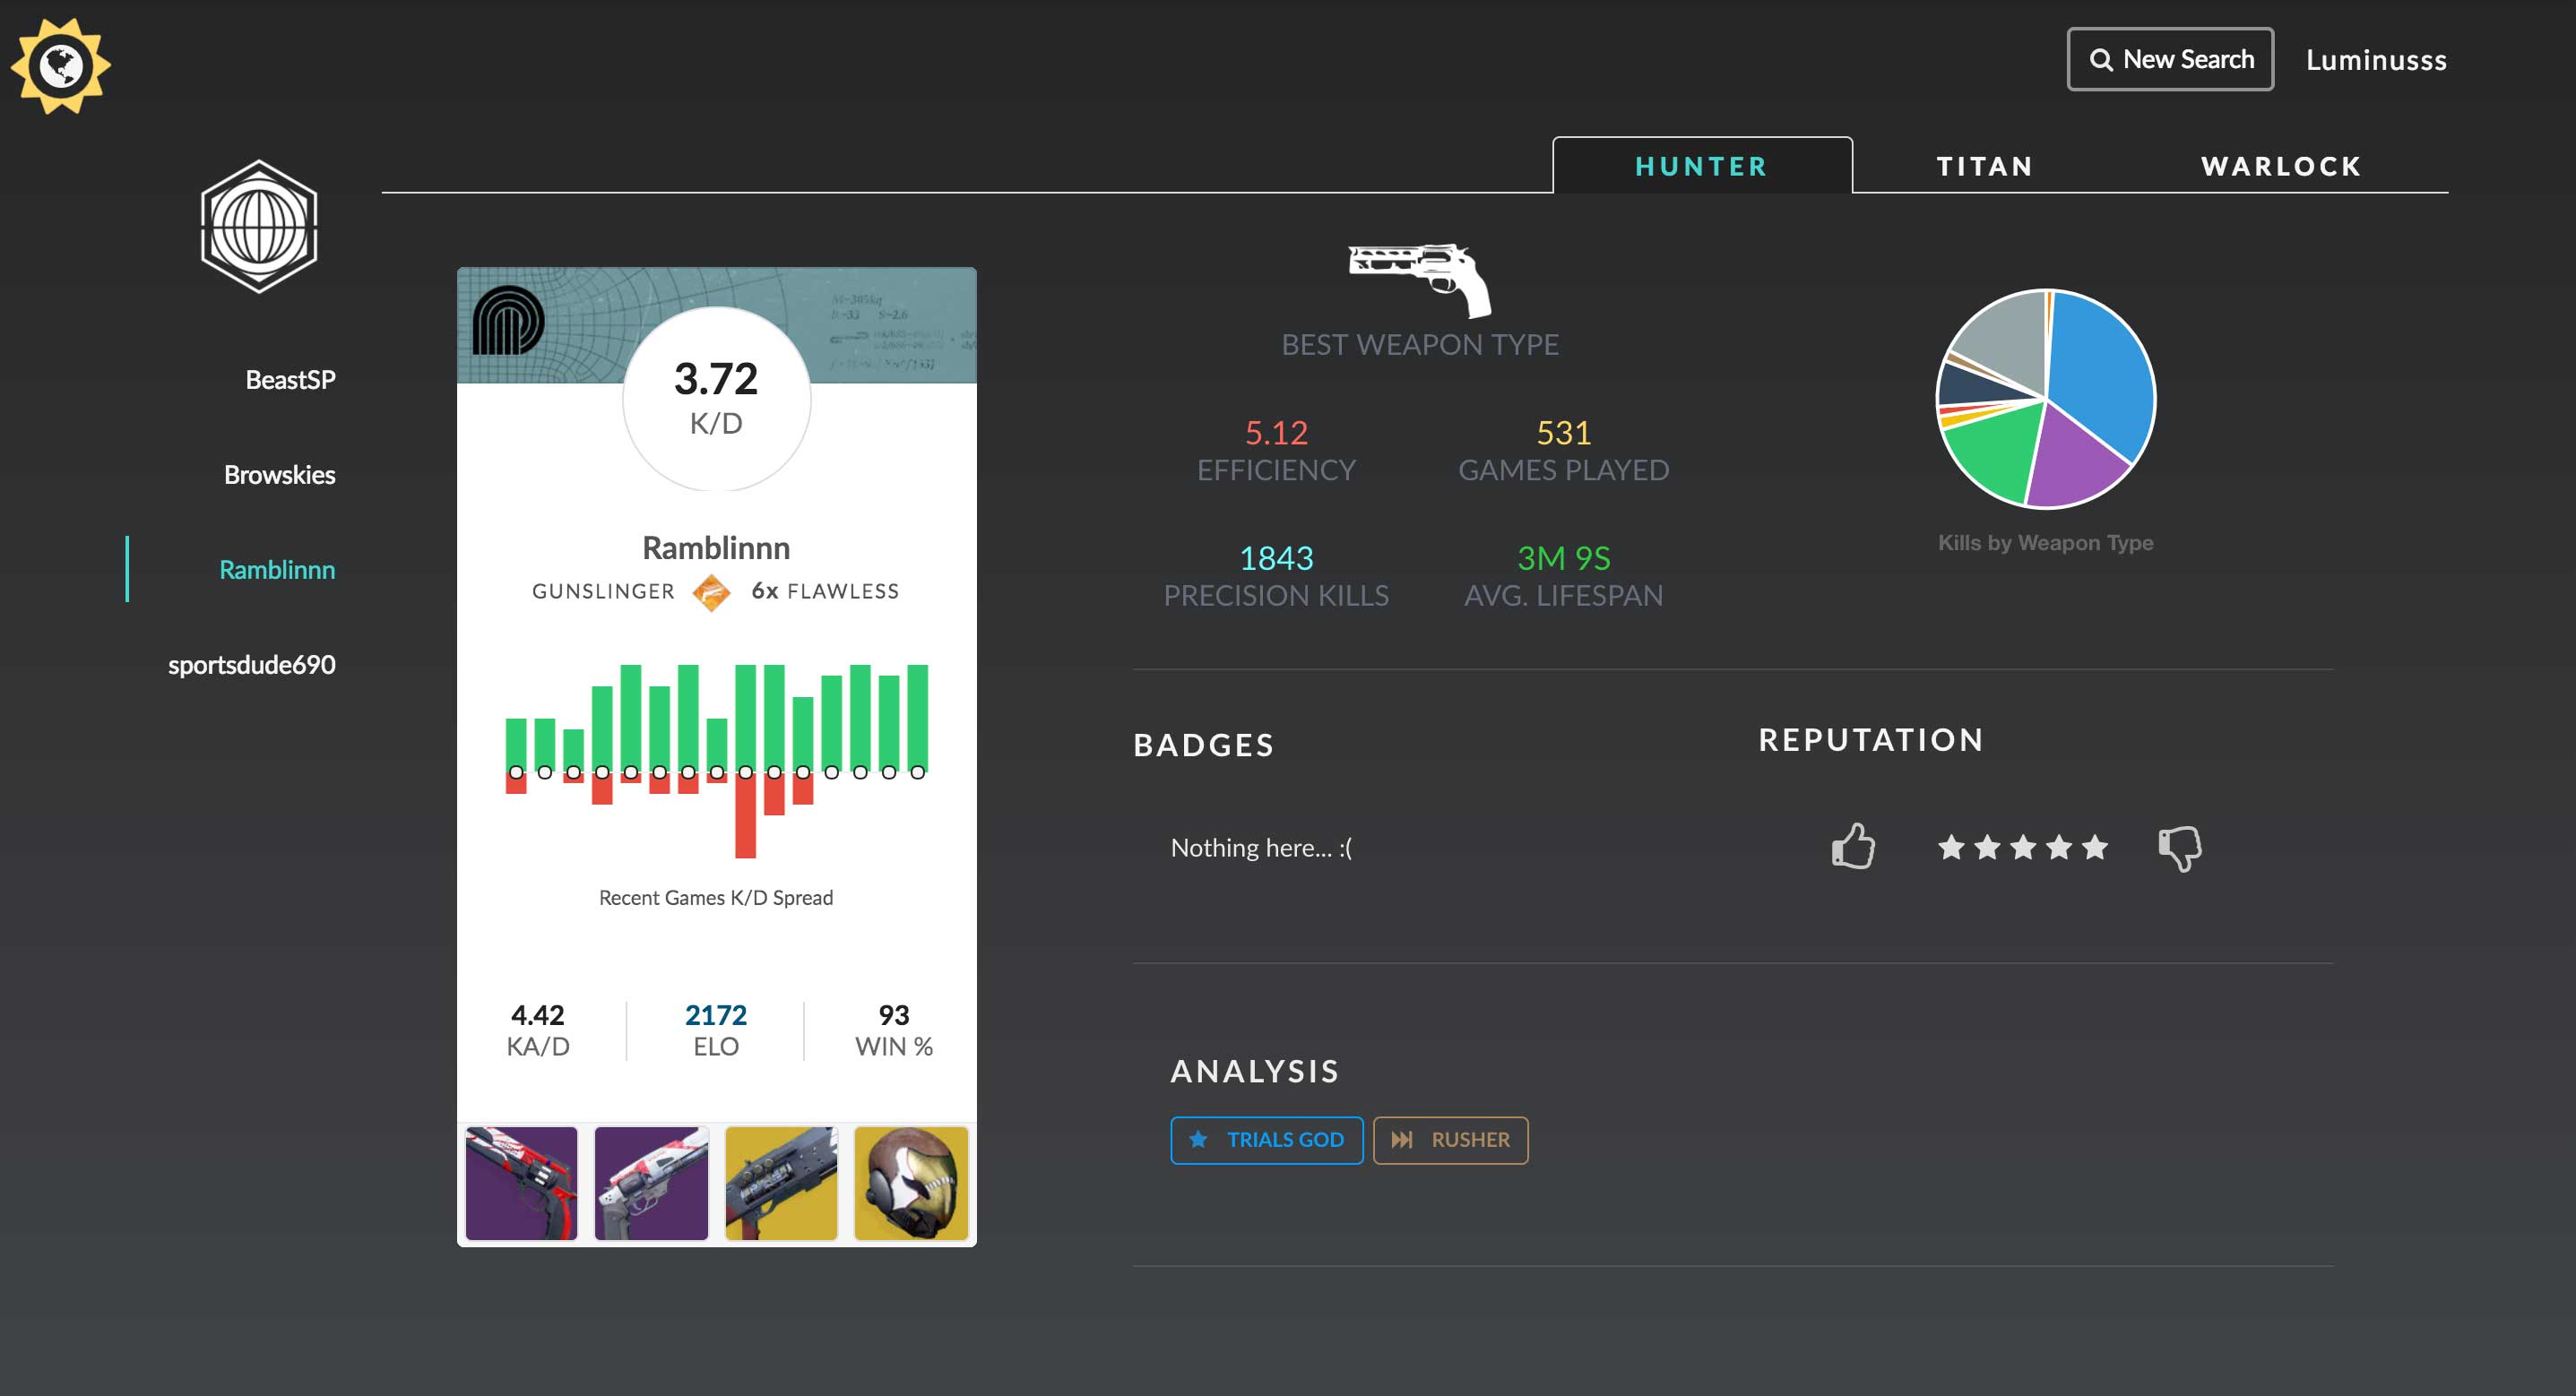 New Search
Luminusss
HUNTER
TITAN
WARLOCK
BeastSP
Browskies
Ramblinnn
sportsdude690
3.72
K/D
Ramblinnn
GUNSLINGER 6x FLAWLESS
Recent Games K/D Spread
4.42
KA/D
2172
ELO
93
WIN %
BEST WEAPON TYPE
5.12
EFFICIENCY
531
GAMES PLAYED
1843
PRECISION KILLS
3M 9S
AVG. LIFESPAN
Kills by Weapon Type
BADGES
Nothing here... :(
REPUTATION
ANALYSIS
TRIALS GOD
RUSHER